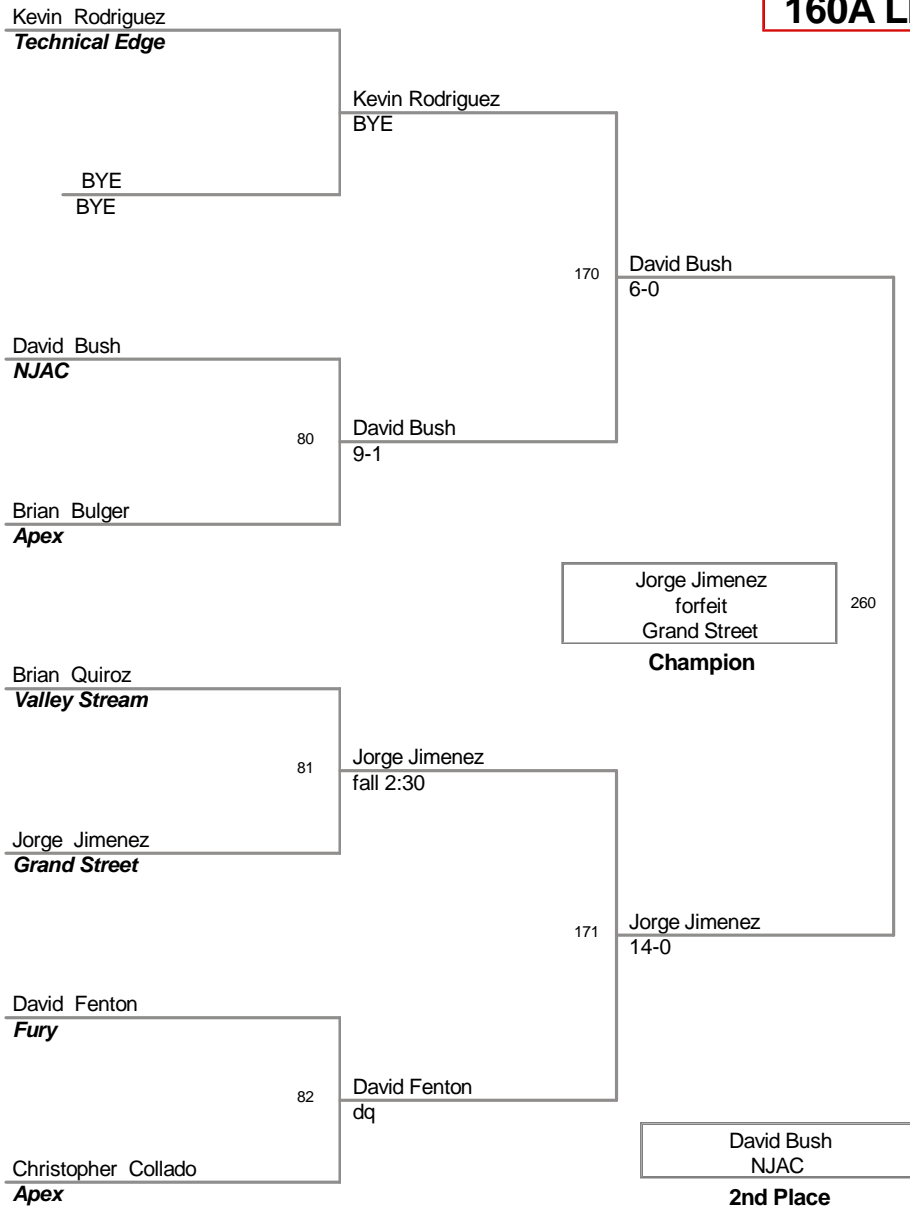 160A
Kevin Rodriguez
Technical Edge
Kevin Rodriguez
BYE
BYE
BYE
170
David Bush
6-0
David Bush
NJAC
80
David Bush
9-1
Brian Bulger
Apex
Jorge Jimenez
forfeit
Grand Street
260
Champion
Brian Quiroz
Valley Stream
81
Jorge Jimenez
fall 2:30
Jorge Jimenez
Grand Street
171
Jorge Jimenez
14-0
David Fenton
Fury
82
David Fenton
dq
David Bush
NJAC
2nd Place
Christopher Collado
Apex